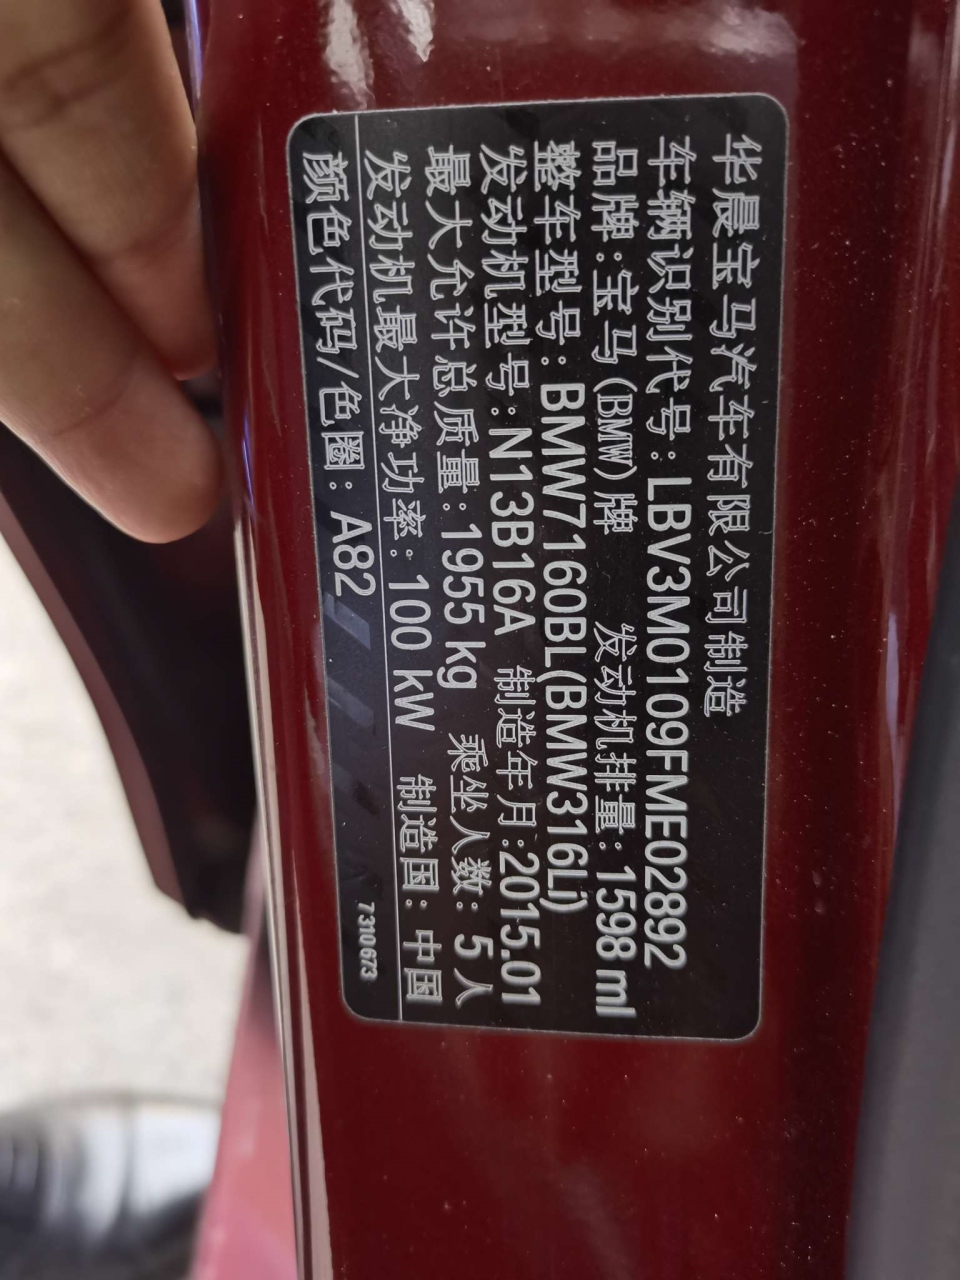 华晨宝马汽车有限公司制造
车辆识别代号:LBV3M0109FME02892
品牌:宝马(BMW)牌 发动机排量:1598 ml
整车型号:BMW7160BL(BMW316Li)
发动机型号:N13B16A 制造年月:2015.01
最大允许总质量:1955 kg 乘坐人数:5人
发动机最大净功率:100 kW 制造国:中国
颜色代码/色圈:A82 7310673